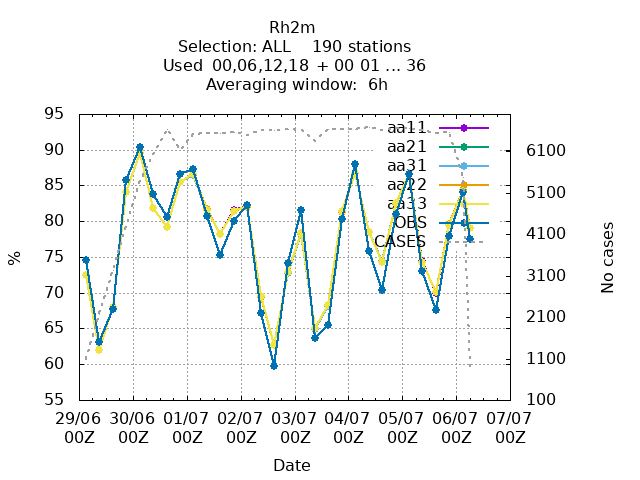 Rh2m
Selection: ALL 190 stations
Used 00,06,12,18 + 00 01 ... 36
Averaging window: 6h
95
90
85
80
75
70
65
60
55
%
6100
5100
4100
3100
2100
1100
100
No cases
aa11
aa21
aa31
aa12
aa13
OBS
CASES
29/06 30/06 01/07 02/07 03/07 04/07 05/07 06/07 07/07
00Z 00Z 00Z 00Z 00Z 00Z 00Z 00Z 00Z
Date